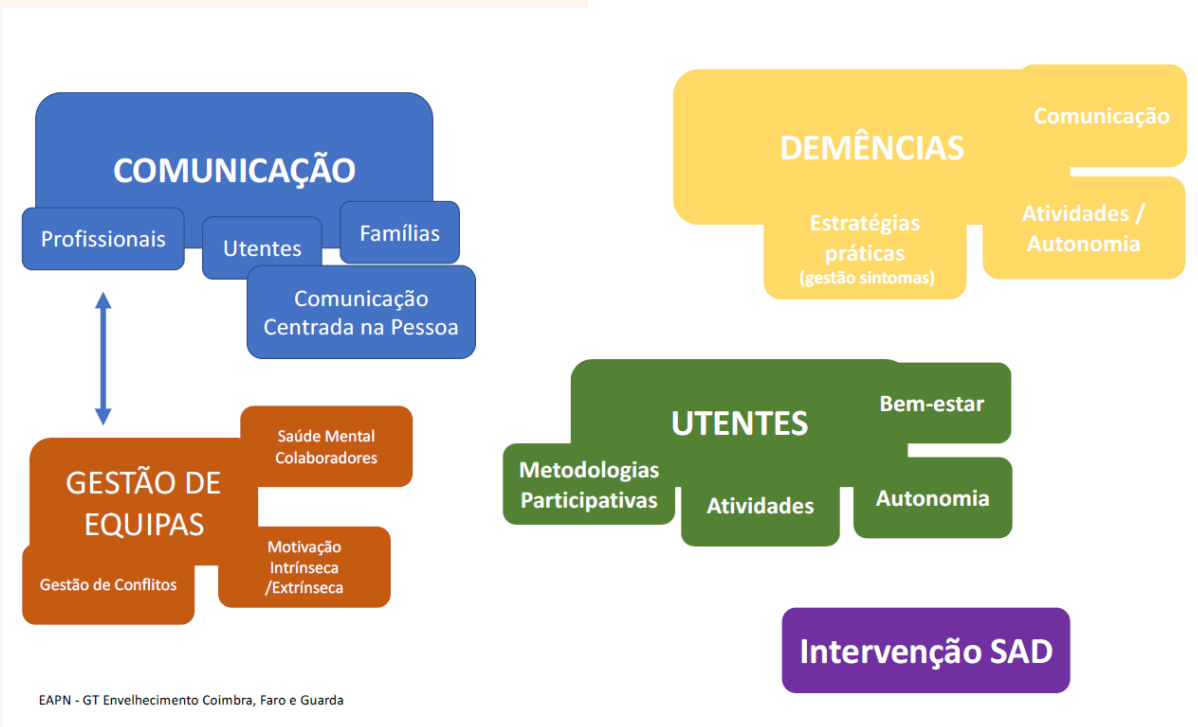 COMUNICAÇÃO
Profissionais
Utentes
Famílias
Comunicação
Centrada na Pessoa
GESTÃO DE
EQUIPAS
Saúde Mental
Colaboradores
Motivação
Intrínseca
/Extrínseca
Gestão de Conflitos
DEMÊNCIAS
Comunicação
Estratégias
práticas
(gestão sintomas)
Atividades /
Autonomia
UTENTES
Bem-estar
Metodologias
Participativas
Atividades
Autonomia
Intervenção SAD
EAPN - GT Envelhecimento Coimbra, Faro e Guarda